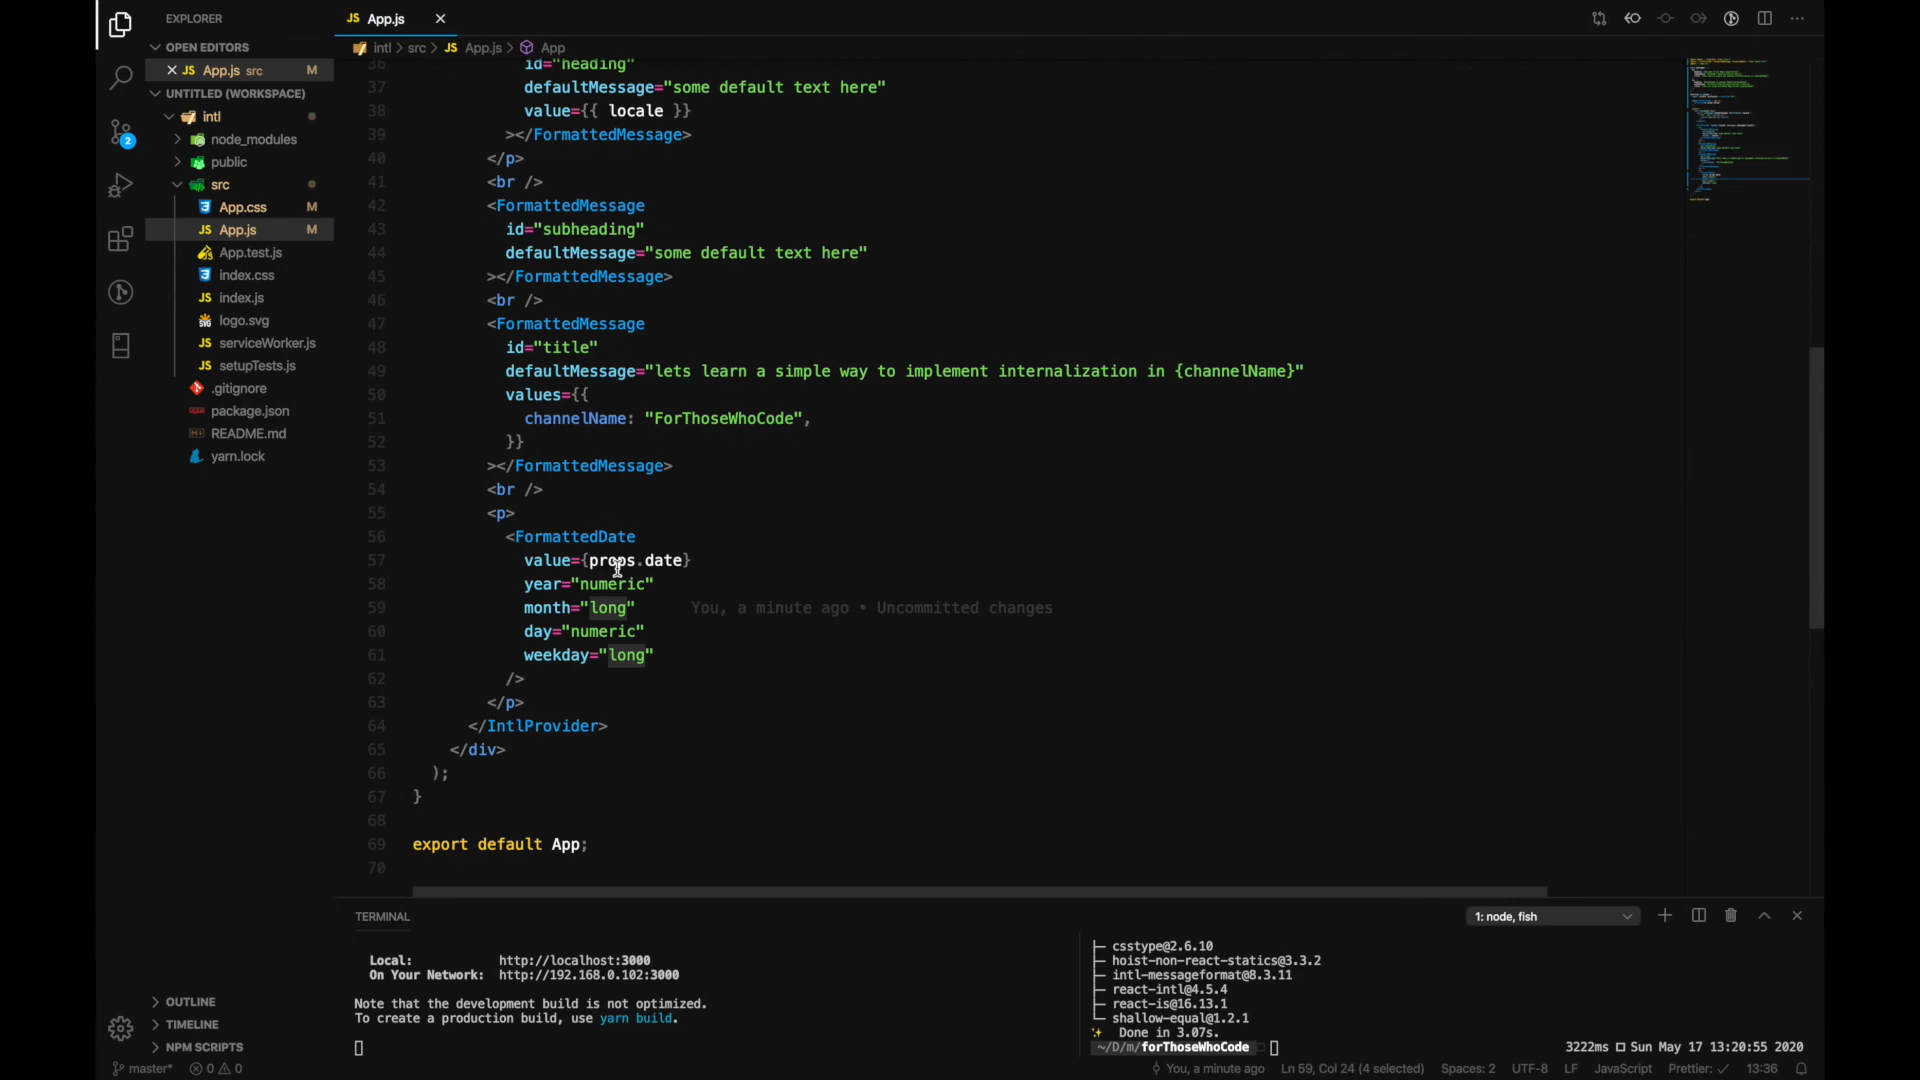 EXPLORER
JS App.js ×
OPEN EDITORS
intl > src > JS App.js > App
× JS App.js src M
UNTITLED (WORKSPACE)
intl
node_modules
public
src
App.css M
JS App.js M
App.test.js
index.css
JS index.js
logo.svg
JS serviceWorker.js
JS setupTests.js
.gitignore
package.json
README.md
yarn.lock
2
36 id="heading"
37 defaultMessage="some default text here"
38 value={{ locale }}
39 ></FormattedMessage>
40 </p>
41 <br />
42 <FormattedMessage
43 id="subheading"
44 defaultMessage="some default text here"
45 ></FormattedMessage>
46 <br />
47 <FormattedMessage
48 id="title"
49 defaultMessage="lets learn a simple way to implement internalization in {channelName}"
50 values={{
51 channelName: "ForThoseWhoCode",
52 }}
53 ></FormattedMessage>
54 <br />
55 <p>
56 <FormattedDate
57 value={props.date}
58 year="numeric"
59 month="long" You, a minute ago • Uncommitted changes
60 day="numeric"
61 weekday="long"
62 />
63 </p>
64 </IntlProvider>
65 </div>
66 );
67 }
68
69 export default App;
70
TERMINAL
1: node, fish
Local: http://localhost:3000
On Your Network: http://192.168.0.102:3000
Note that the development build is not optimized.
To create a production build, use yarn build.
├─ csstype@2.6.10
├─ hoist-non-react-statics@3.3.2
├─ intl-messageformat@8.3.11
├─ react-intl@4.5.4
├─ react-is@16.13.1
└─ shallow-equal@1.2.1
✨ Done in 3.07s.
~/D/m/forThoseWhoCode
3222ms Sun May 17 13:20:55 2020
OUTLINE
TIMELINE
NPM SCRIPTS
master* 0 0
You, a minute ago Ln 59, Col 24 (4 selected) Spaces: 2 UTF-8 LF JavaScript Prettier: ✓ 13:36